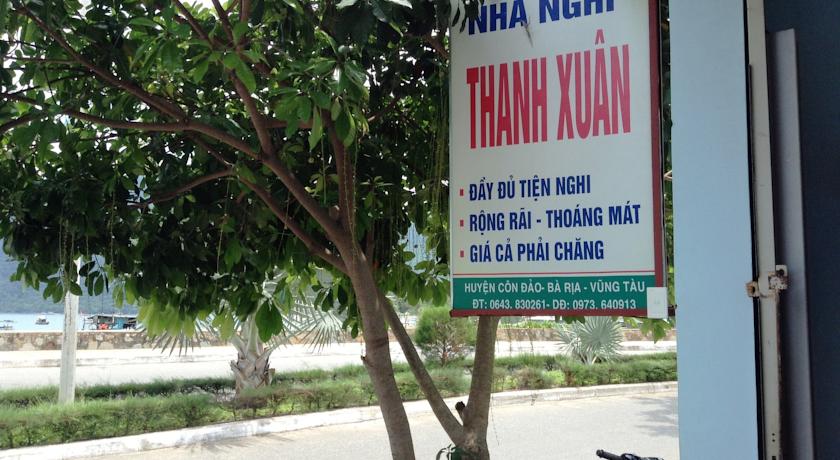 NHÀ NGHỈ
THANH XUÂN
ĐẦY ĐỦ TIỆN NGHI
RỘNG RÃI - THOÁNG MÁT
GIÁ CẢ PHẢI CHĂNG
HUYỆN CÔN ĐẢO- BÀ RỊA - VŨNG TÀU
ĐT: 0643. 830261- DĐ: 0973. 640913